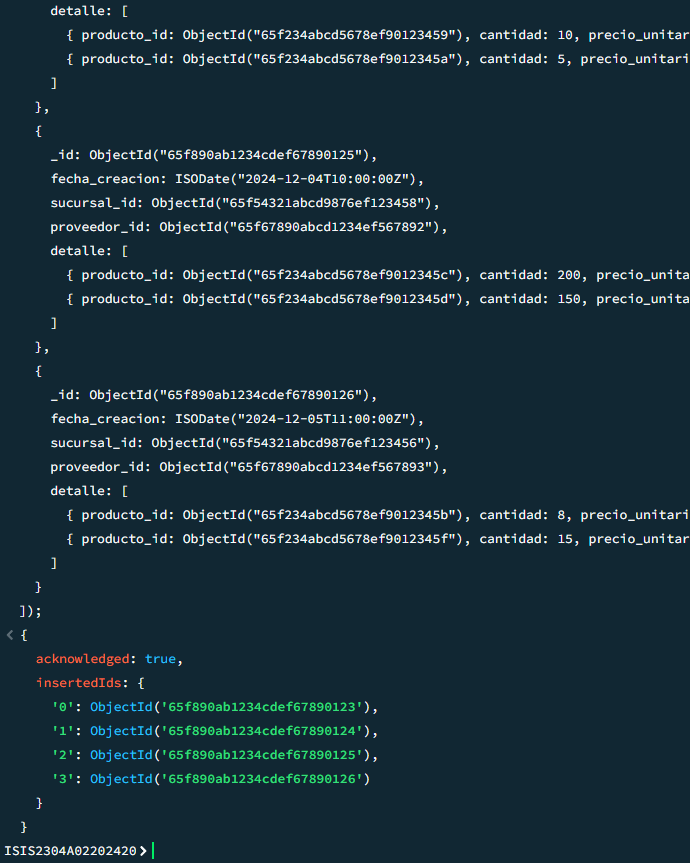 detalle: [
{ producto_id: ObjectId("65f234abcd5678ef90123459"), cantidad: 10, precio_unitar
{ producto_id: ObjectId("65f234abcd5678ef9012345a"), cantidad: 5, precio_unitari
]
},
{
_id: ObjectId("65f890ab1234cdef67890125"),
fecha_creacion: ISODate("2024-12-04T10:00:00Z"),
sucursal_id: ObjectId("65f54321abcd9876ef123458"),
proveedor_id: ObjectId("65f67890abcd1234ef567892"),
detalle: [
{ producto_id: ObjectId("65f234abcd5678ef9012345c"), cantidad: 200, precio_unita
{ producto_id: ObjectId("65f234abcd5678ef9012345d"), cantidad: 150, precio_unita
]
},
{
_id: ObjectId("65f890ab1234cdef67890126"),
fecha_creacion: ISODate("2024-12-05T11:00:00Z"),
sucursal_id: ObjectId("65f54321abcd9876ef123456"),
proveedor_id: ObjectId("65f67890abcd1234ef567893"),
detalle: [
{ producto_id: ObjectId("65f234abcd5678ef9012345b"), cantidad: 8, precio_unitari
{ producto_id: ObjectId("65f234abcd5678ef9012345f"), cantidad: 15, precio_unitar
]
}
]);
< {
acknowledged: true,
insertedIds: {
'0': ObjectId('65f890ab1234cdef67890123'),
'1': ObjectId('65f890ab1234cdef67890124'),
'2': ObjectId('65f890ab1234cdef67890125'),
'3': ObjectId('65f890ab1234cdef67890126')
}
}
ISIS2304A02202420>